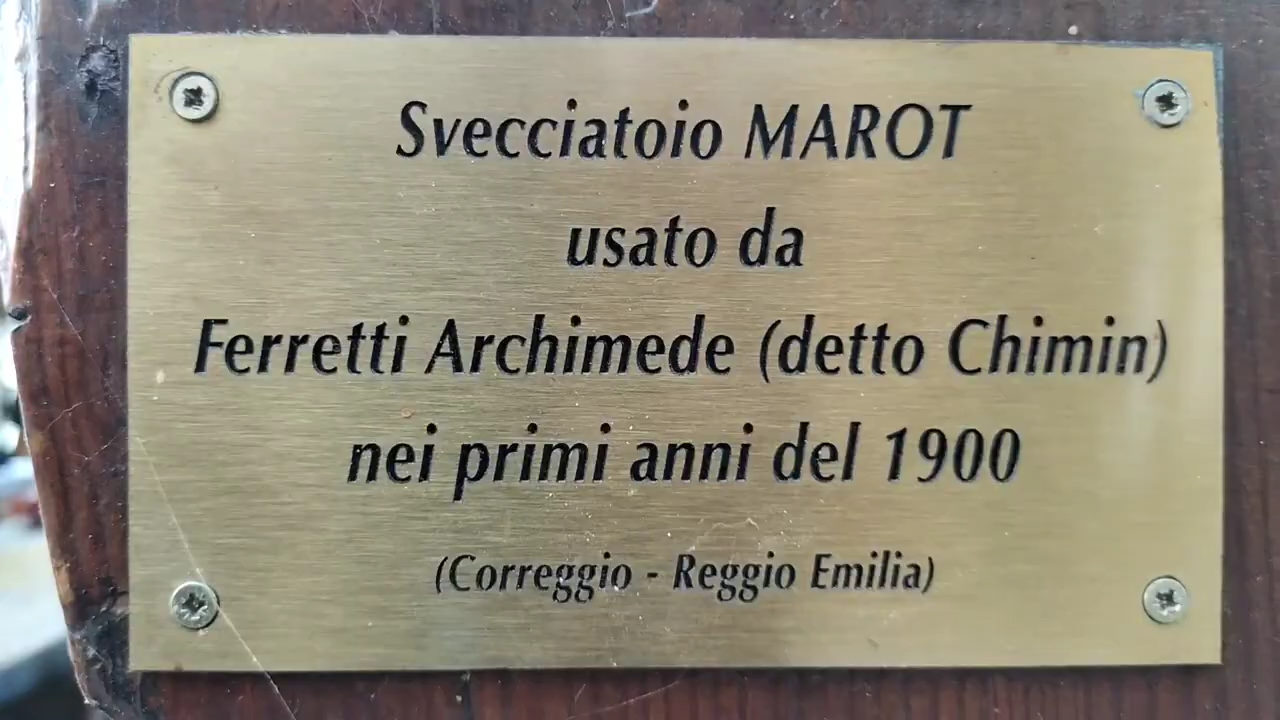 Svecciatoio MAROT
usato da
Ferretti Archimede (detto Chimin)
nei primi anni del 1900
(Correggio - Reggio Emilia)